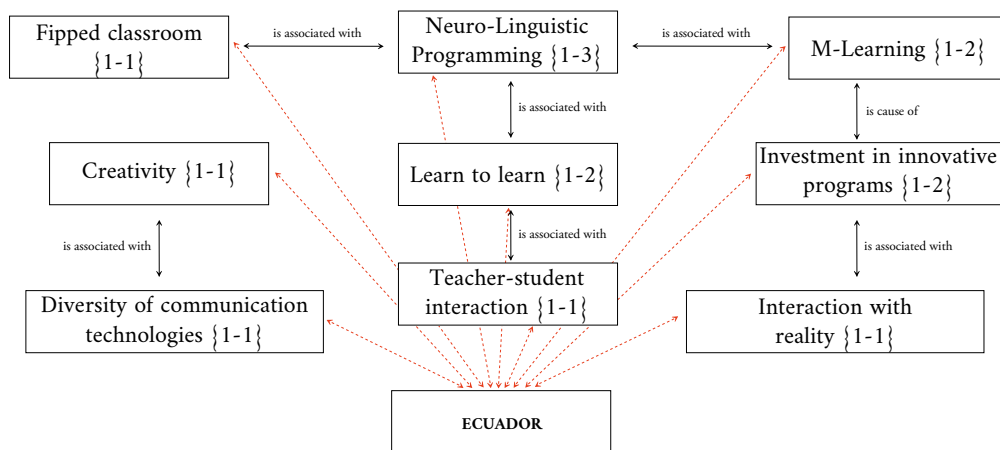 Fipped classroom
{1-1}
is associated with
Neuro-Linguistic
Programming {1-3}
is associated with
M-Learning {1-2}
is associated with
is cause of
Creativity {1-1}
Learn to learn {1-2}
Investment in innovative
programs {1-2}
is associated with
is associated with
is associated with
Diversity of communication
technologies {1-1}
Teacher-student
interaction {1-1}
Interaction with
reality {1-1}
ECUADOR